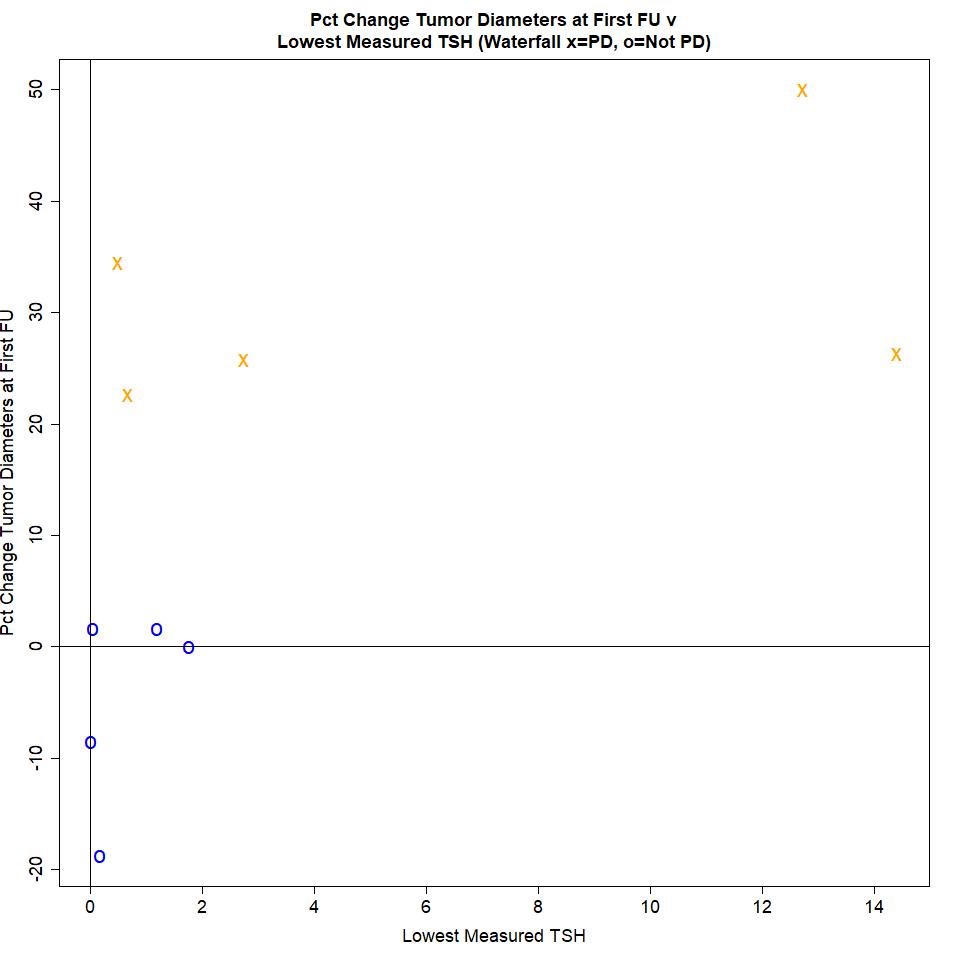 Pct Change Tumor Diameters at First FU v
Lowest Measured TSH (Waterfall x=PD, o=Not PD)
Pct Change Tumor Diameters at First FU
50
40
30
20
10
0
-10
-20
X
X
X
X
X
O
O
O
O
O
0 2 4 6 8 10 12 14
Lowest Measured TSH